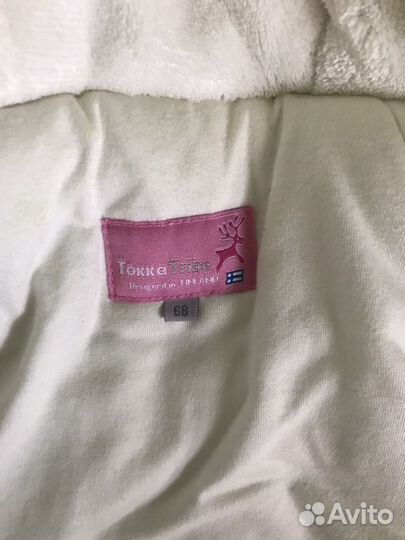 Tokka Tribe
Designed in FINLAND
68
Avito